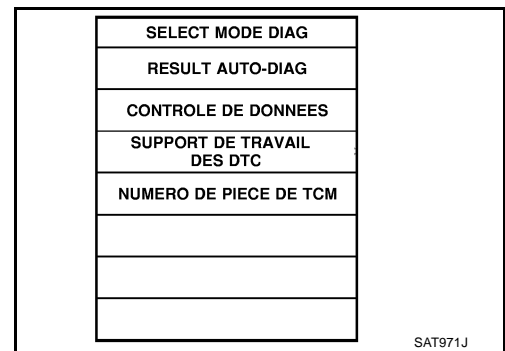 SELECT MODE DIAG
RESULT AUTO-DIAG
CONTROLE DE DONNEES
SUPPORT DE TRAVAIL
DES DTC
NUMERO DE PIECE DE TCM
SAT971J